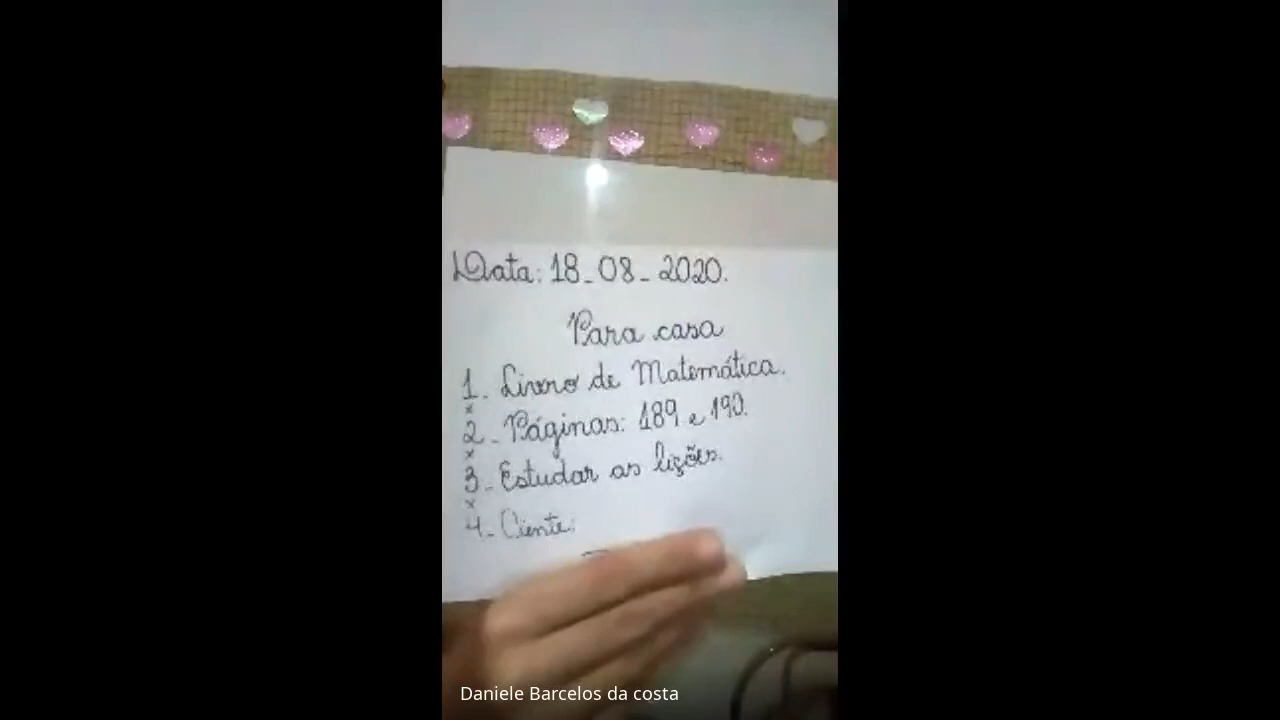 Data: 18-08-2020.
Para casa
1. Livro de Matemática.
x
2- Páginas: 189 e 190.
x
3- Estudar as lições.
x
4- Ciente:
Daniele Barcelos da costa